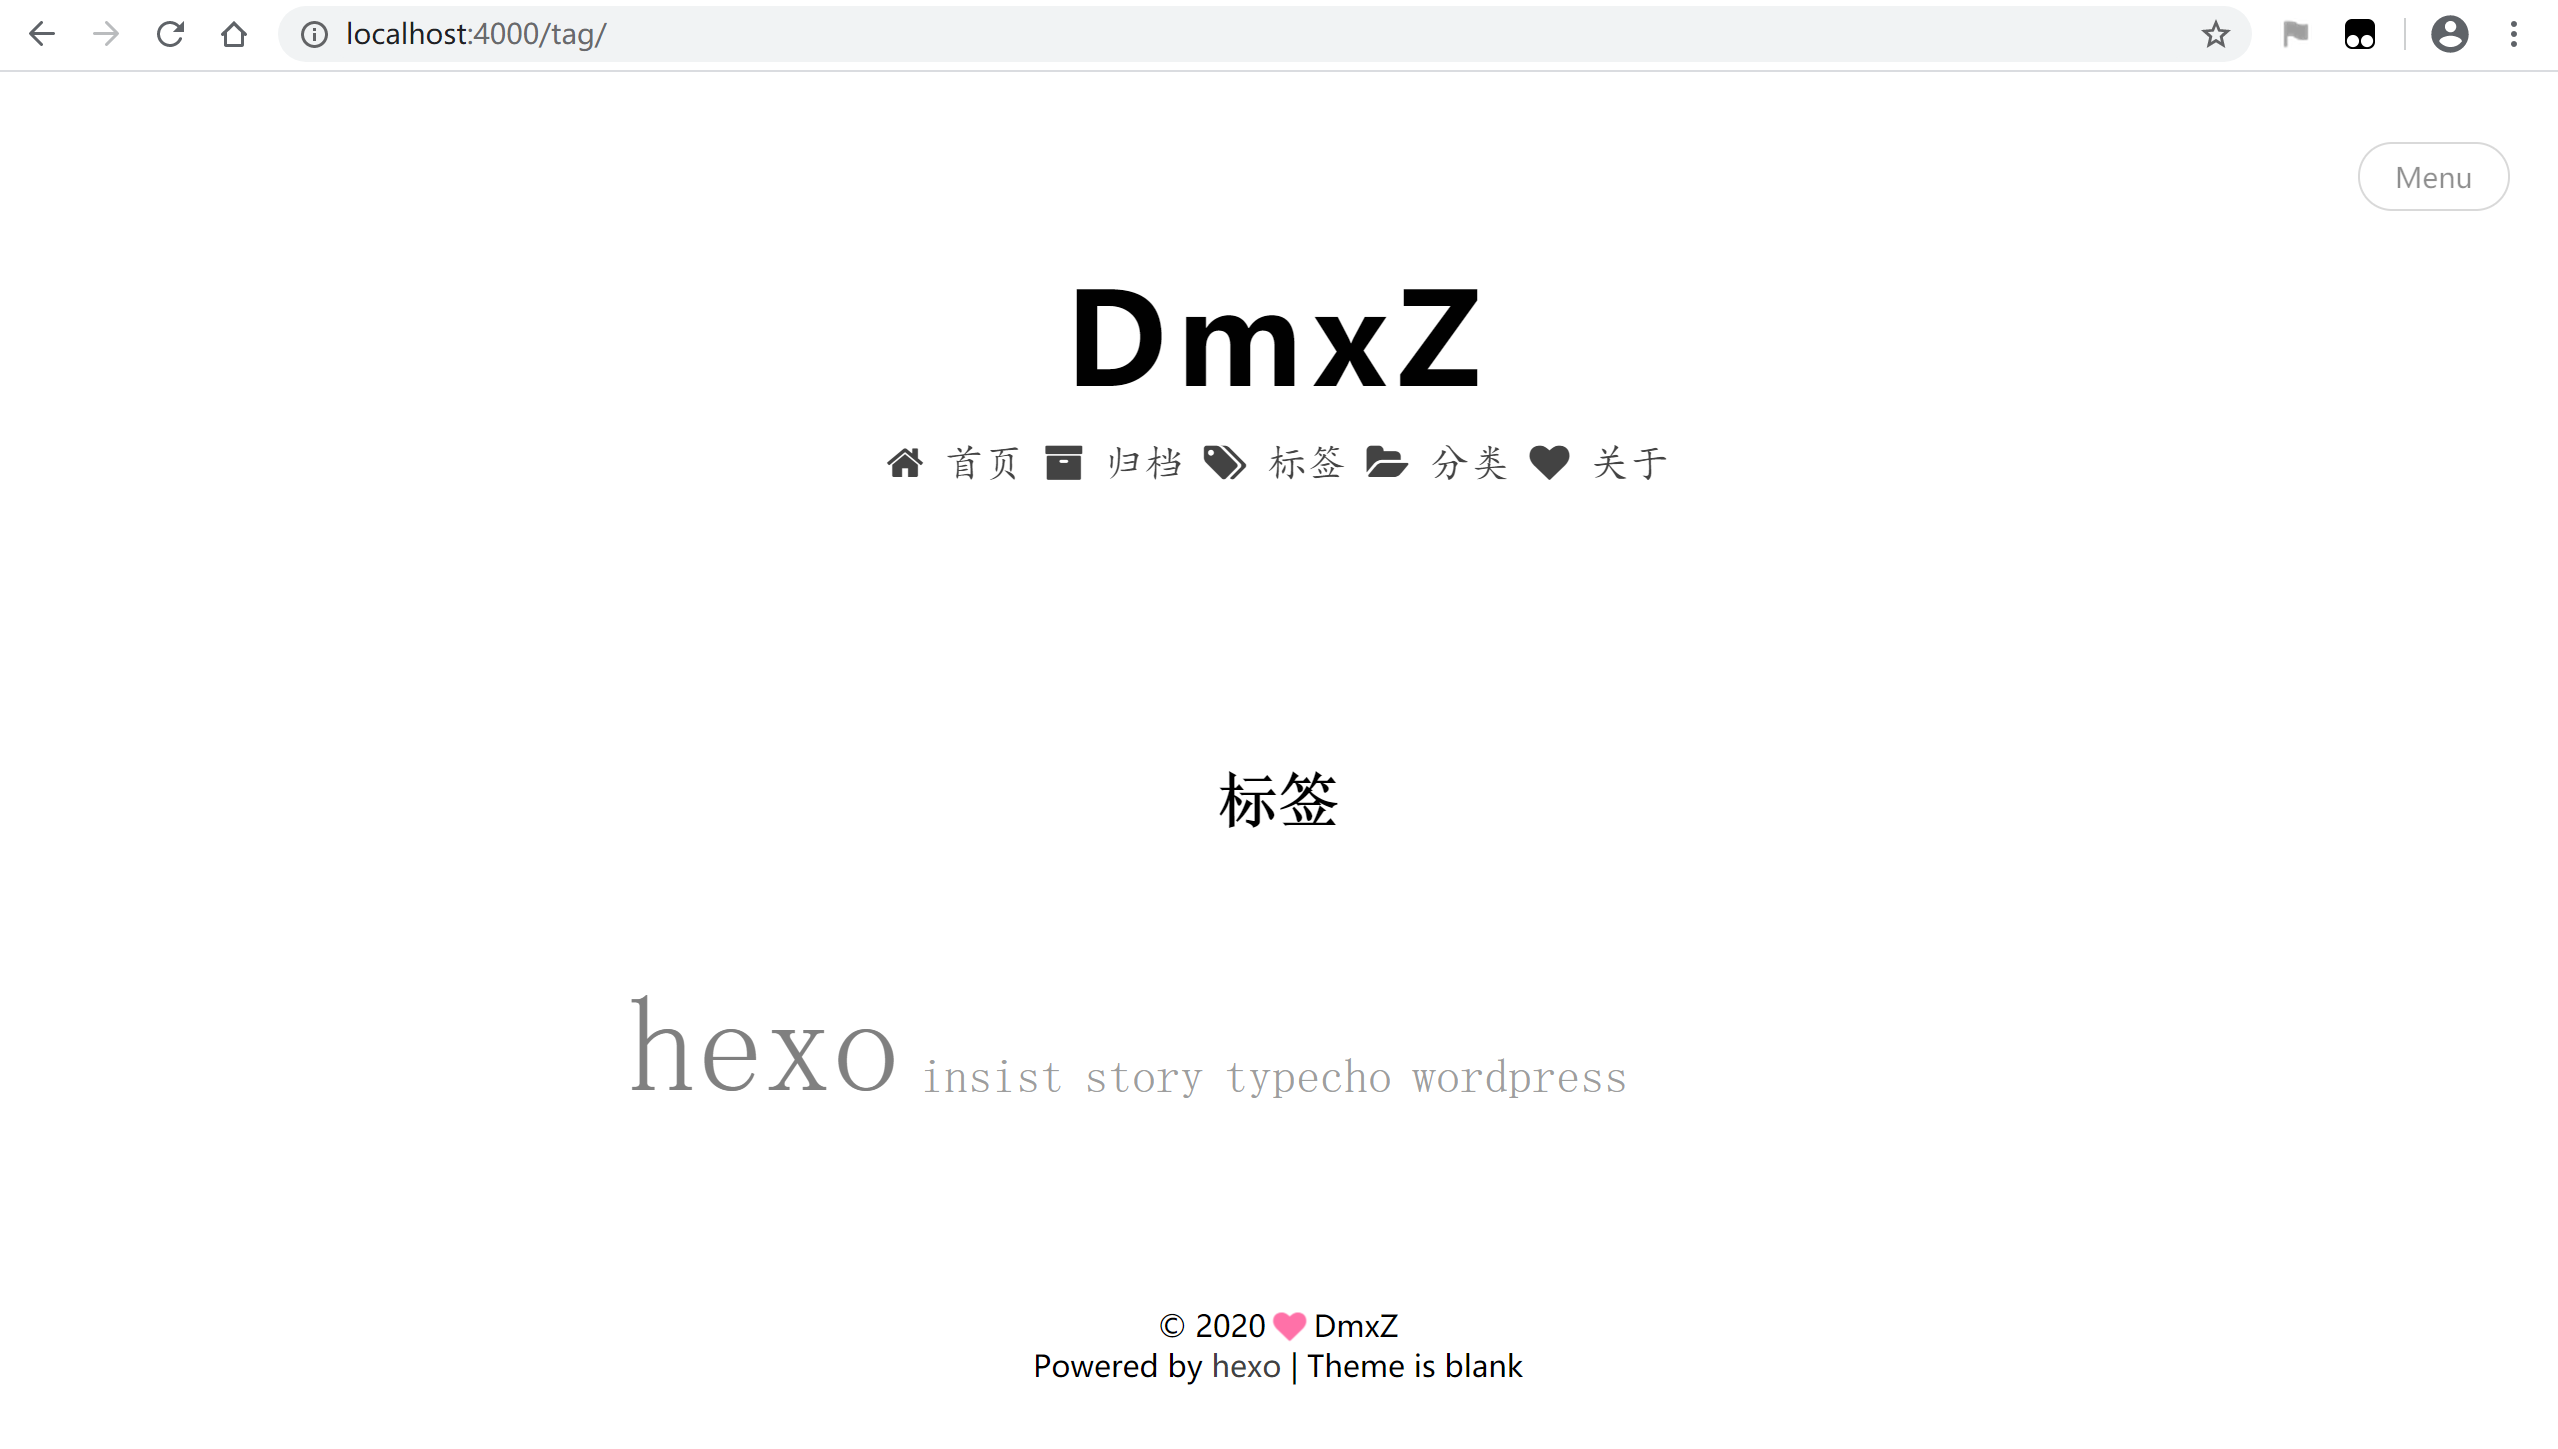 localhost:4000/tag/
Menu
DmxZ
首页 归档 标签 分类 关于
标签
hexo insist story typecho wordpress
© 2020 DmxZ
Powered by hexo | Theme is blank